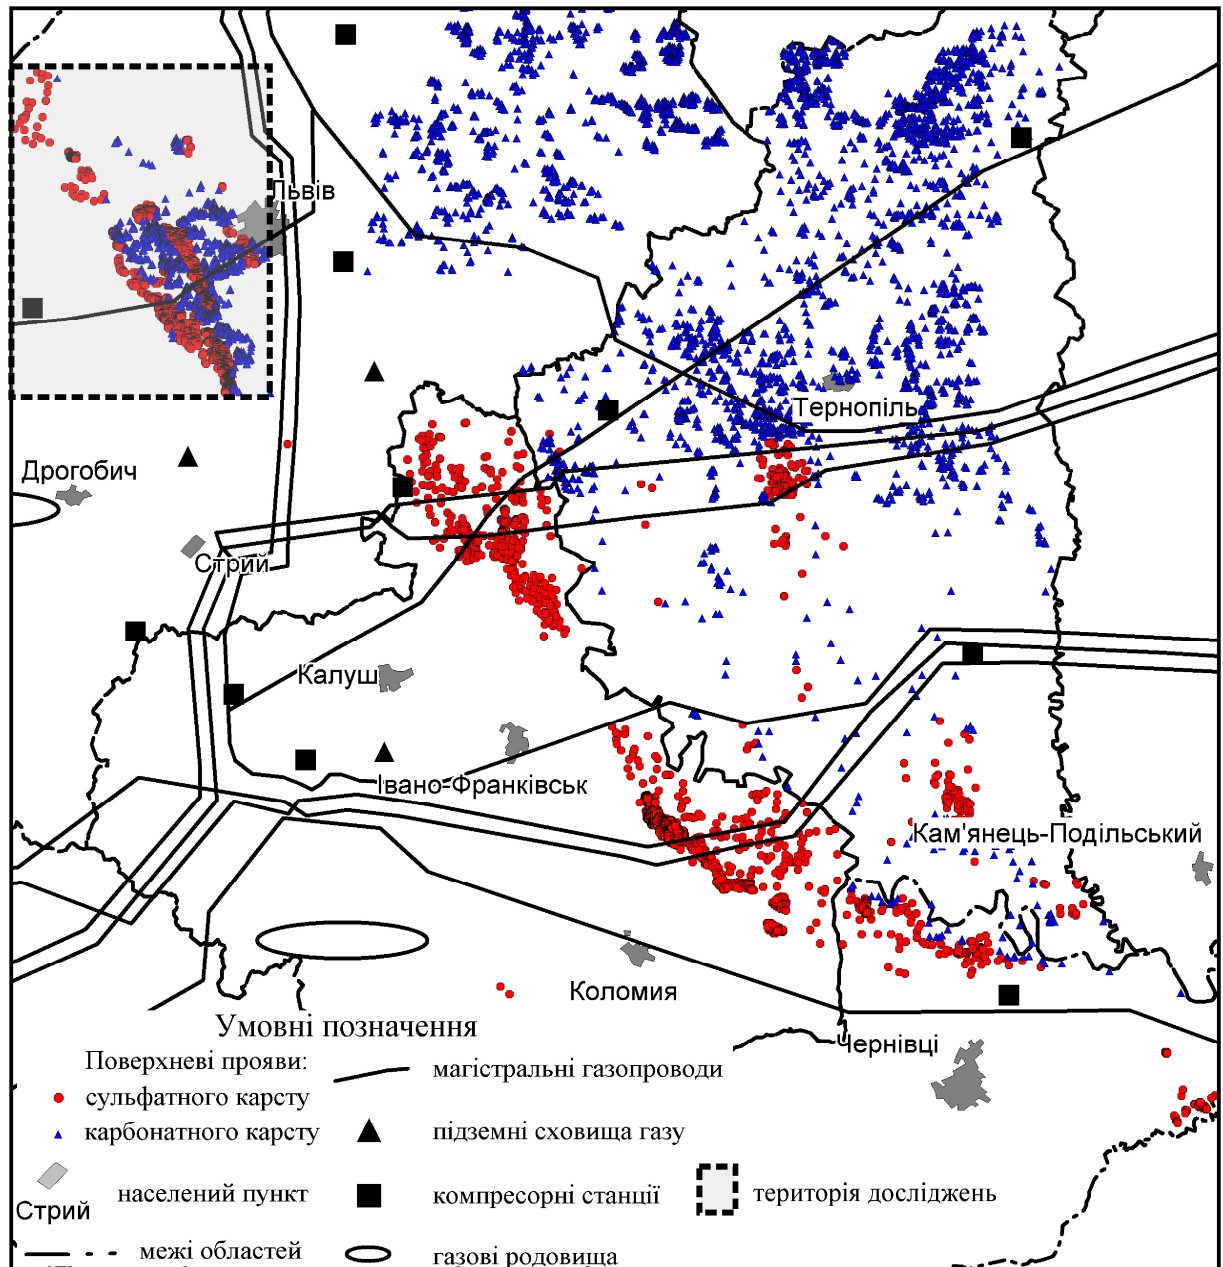 Львів
Тернопіль
Дрогобич
Стрий
Калуш
Івано-Франківськ
Кам'янець-Подільський
Коломия
Чернівці
Умовні позначення
Поверхневі прояви:
сульфатного карсту
карбонатного карсту
населений пункт
Стрий
межі областей
магістральні газопроводи
підземні сховища газу
компресорні станції
газові родовища
територія досліджень